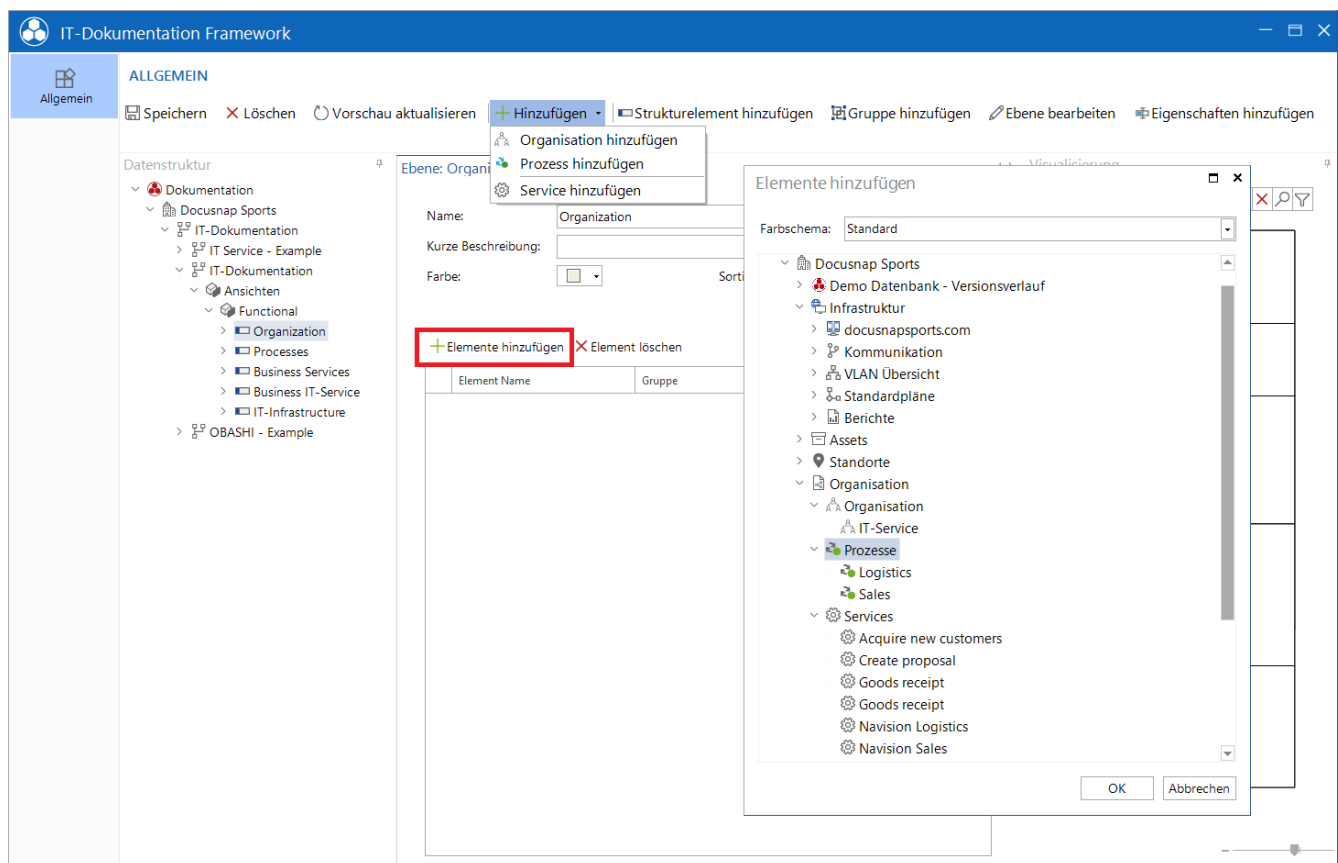 IT-Dokumentation Framework
Allgemein
ALLGEMEIN
Speichern Löschen Vorschau aktualisieren Hinzufügen Strukturelement hinzufügen Gruppe hinzufügen Ebene bearbeiten Eigenschaften hinzufügen
Organisation hinzufügen
Prozess hinzufügen
Service hinzufügen
Datenstruktur
Dokumentation
Docusnap Sports
IT-Dokumentation
IT Service - Example
IT-Dokumentation
Ansichten
Functional
Organization
Processes
Business Services
Business IT-Service
IT-Infrastructure
OBASHI - Example
Ebene: Organi
Name: Organization
Kurze Beschreibung:
Farbe: Sorti
Elemente hinzufügen Element löschen
Element Name Gruppe
Visualisierung
Elemente hinzufügen
Farbschema: Standard
Docusnap Sports
Demo Datenbank - Versionsverlauf
Infrastruktur
docusnapsports.com
Kommunikation
VLAN Übersicht
Standardpläne
Berichte
Assets
Standorte
Organisation
Organisation
IT-Service
Prozesse
Logistics
Sales
Services
Acquire new customers
Create proposal
Goods receipt
Goods receipt
Navision Logistics
Navision Sales
OK Abbrechen